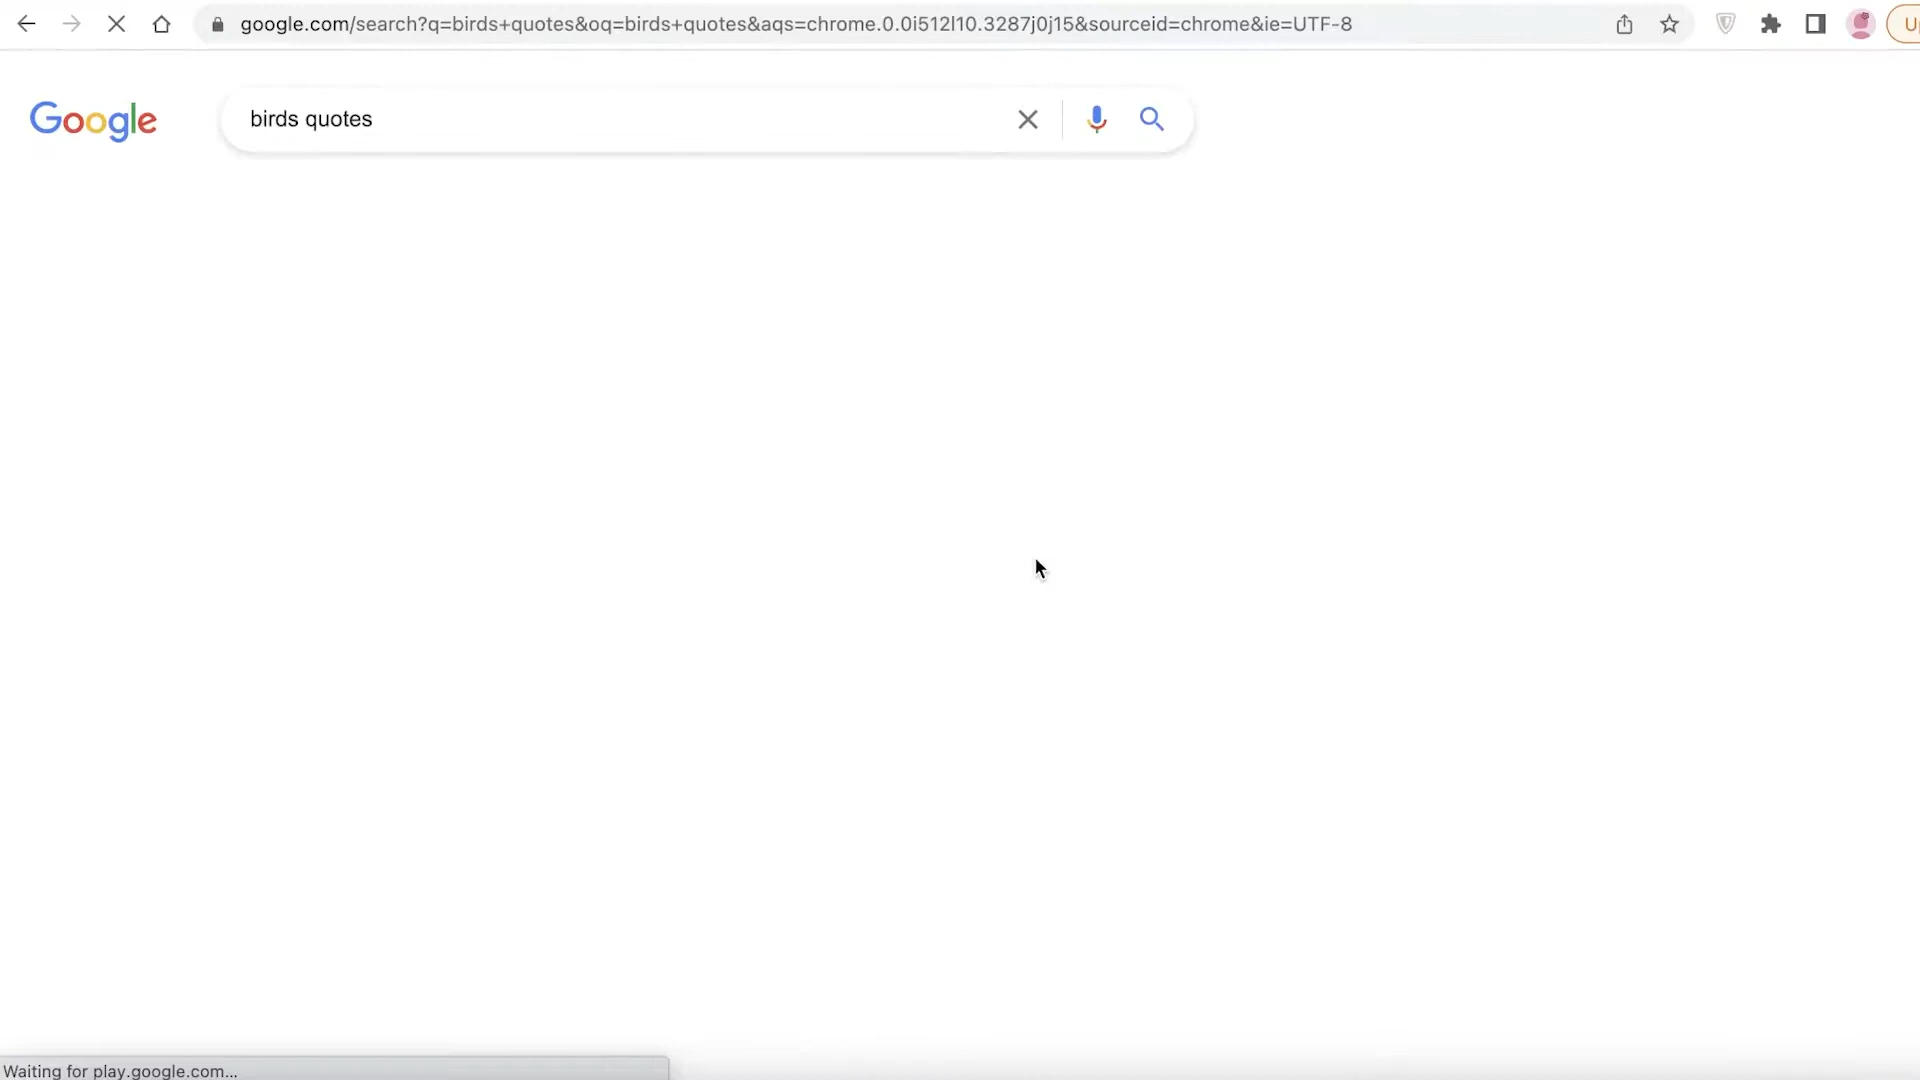 google.com/search?q=birds+quotes&oq=birds+quotes&aqs=chrome.0.0i512l10.3287j0j15&sourceid=chrome&ie=UTF-8
Google
birds quotes
Waiting for play.google.com...